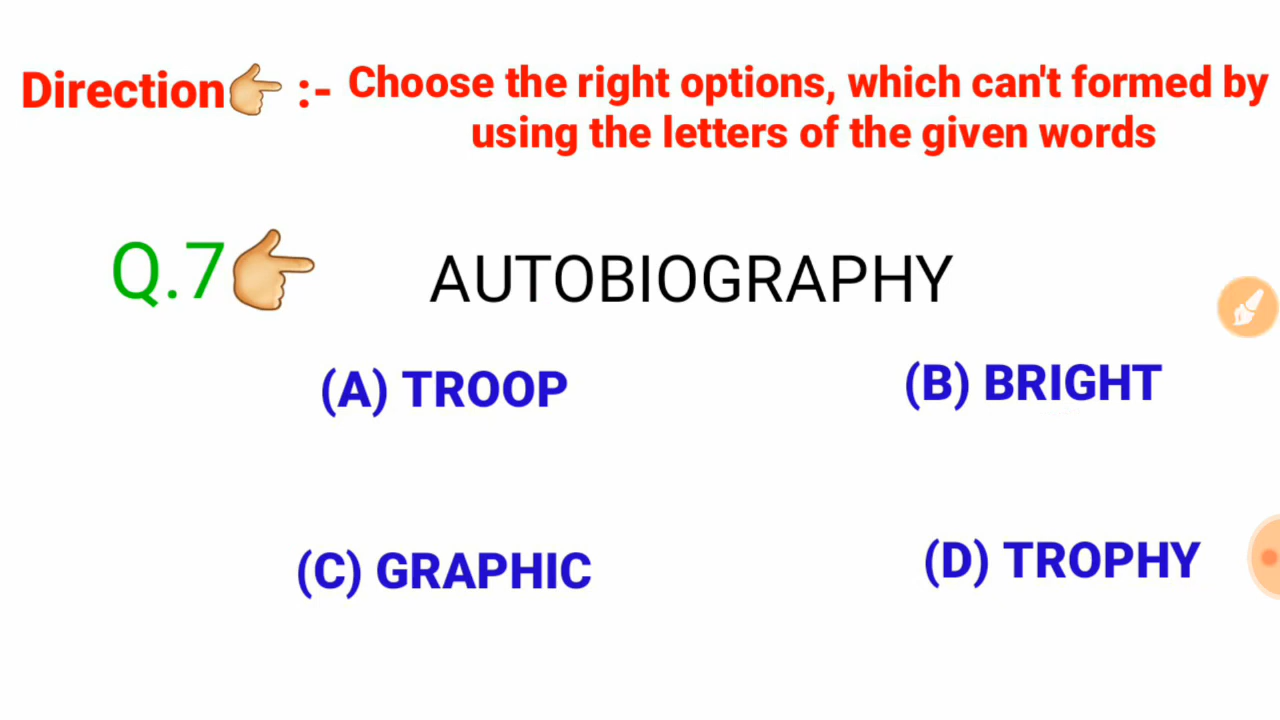 Direction👉 :- Choose the right options, which can't formed by
using the letters of the given words
Q.7👉 AUTOBIOGRAPHY
(A) TROOP (B) BRIGHT
(C) GRAPHIC (D) TROPHY